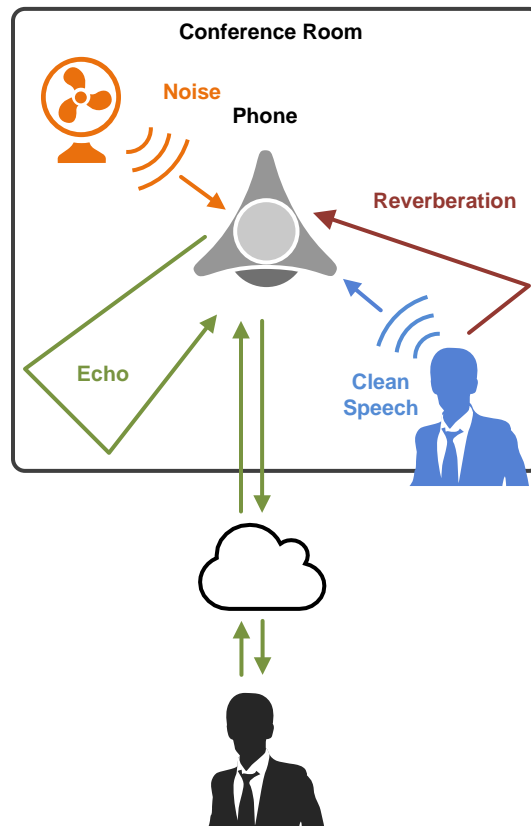 Conference Room
Noise
Phone
Reverberation
Echo
Clean
Speech